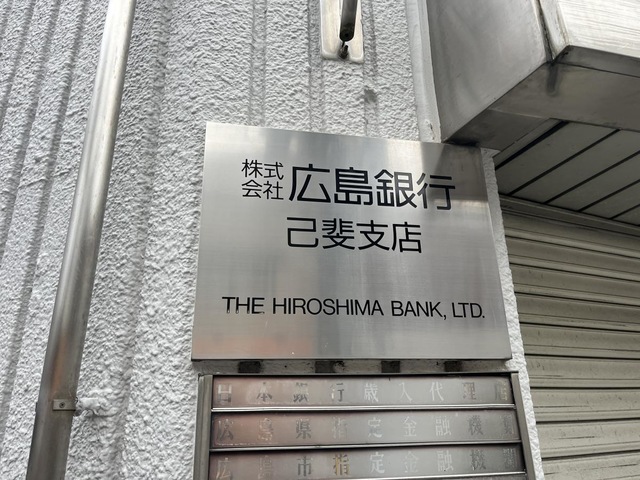 株式会社 広島銀行
己斐支店
THE HIROSHIMA BANK, LTD.
日本銀行歳入代理店
広島県指定金融機関
広島市指定金融機関